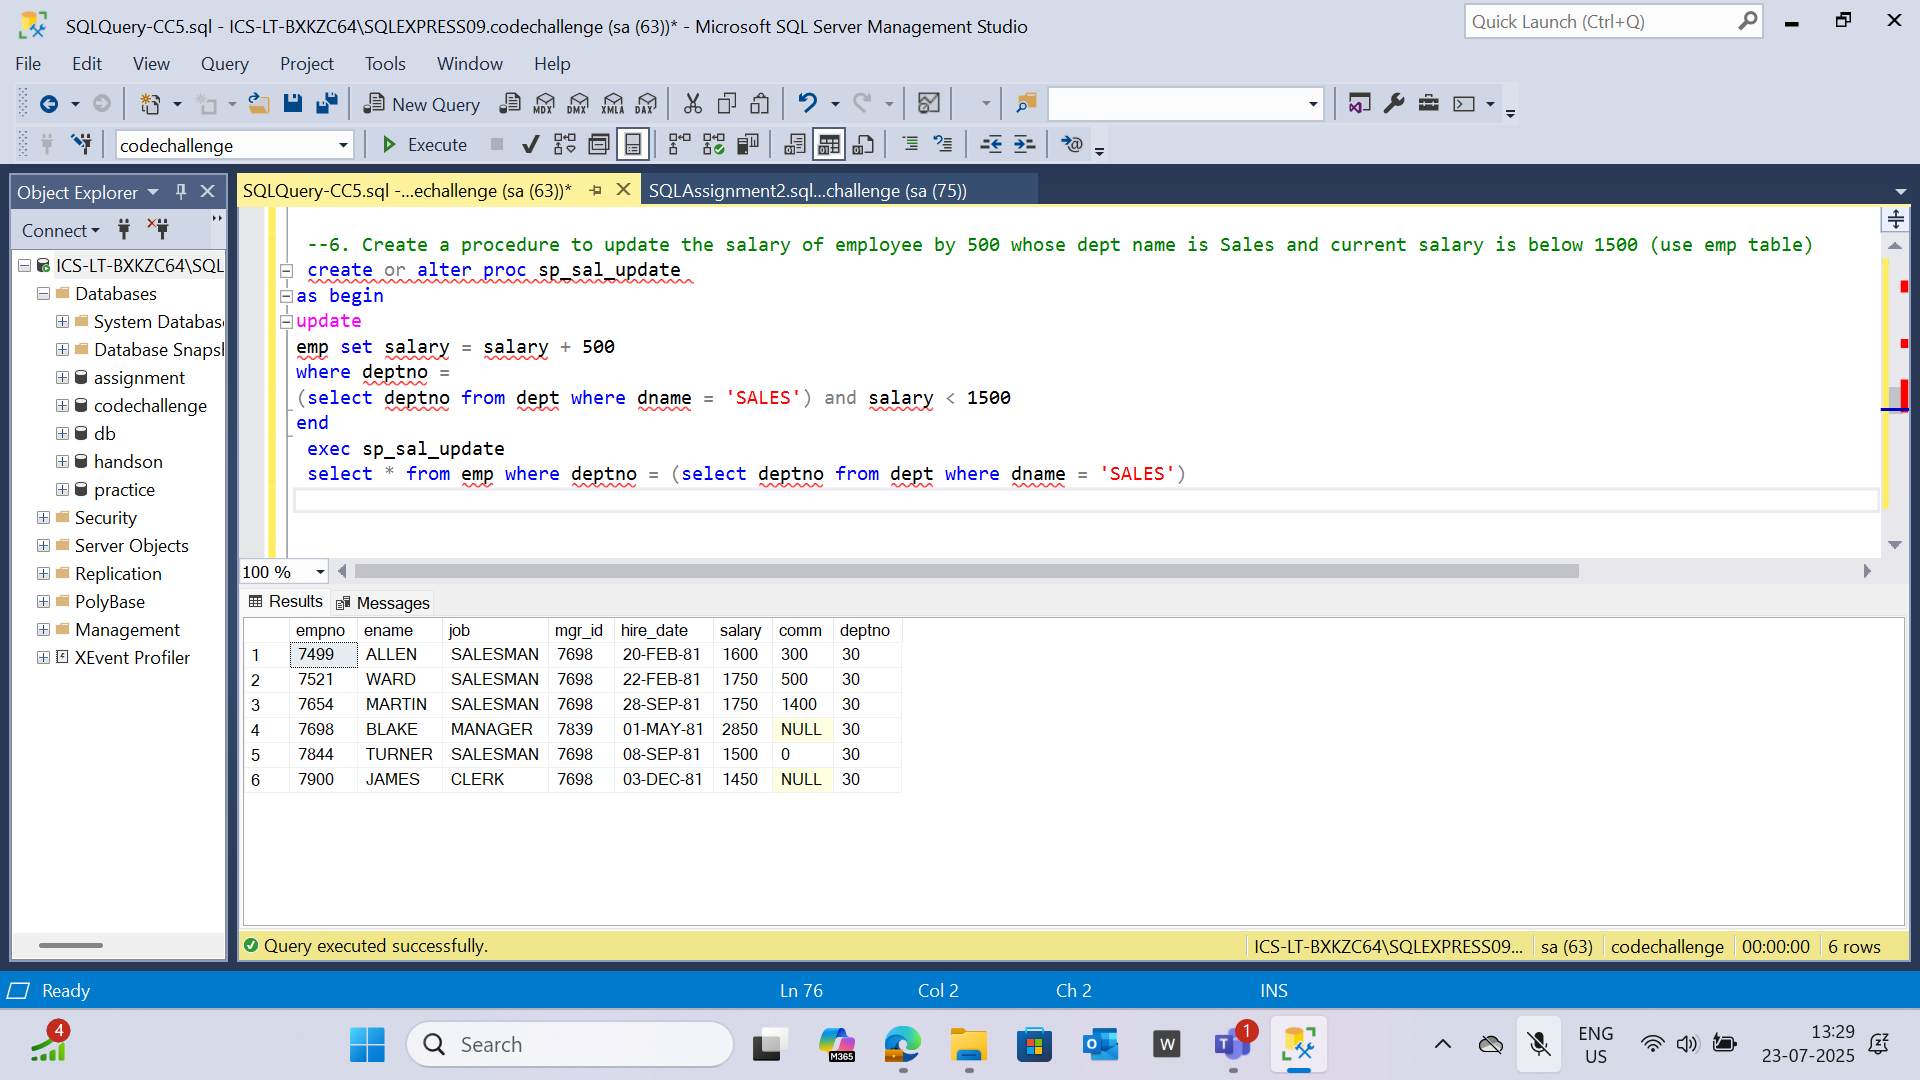 SQLQuery-CC5.sql - ICS-LT-BXKZC64\SQLEXPRESS09.codechallenge (sa (63))* - Microsoft SQL Server Management Studio
Quick Launch (Ctrl+Q)
File Edit View Query Project Tools Window Help
New Query MDX DMX XMLA DAX
codechallenge Execute
Object Explorer
SQLQuery-CC5.sql -...echallenge (sa (63))* SQLAssignment2.sql...challenge (sa (75))
Connect
ICS-LT-BXKZC64\SQL
Databases
System Databas
Database Snapsl
assignment
codechallenge
db
handson
practice
Security
Server Objects
Replication
PolyBase
Management
XEvent Profiler
--6. Create a procedure to update the salary of employee by 500 whose dept name is Sales and current salary is below 1500 (use emp table)
create or alter proc sp_sal_update
as begin
update
emp set salary = salary + 500
where deptno =
(select deptno from dept where dname = 'SALES') and salary < 1500
end
exec sp_sal_update
select * from emp where deptno = (select deptno from dept where dname = 'SALES')
100 %
Results Messages
empno ename job mgr_id hire_date salary comm deptno
1 7499 ALLEN SALESMAN 7698 20-FEB-81 1600 300 30
2 7521 WARD SALESMAN 7698 22-FEB-81 1750 500 30
3 7654 MARTIN SALESMAN 7698 28-SEP-81 1750 1400 30
4 7698 BLAKE MANAGER 7839 01-MAY-81 2850 NULL 30
5 7844 TURNER SALESMAN 7698 08-SEP-81 1500 0 30
6 7900 JAMES CLERK 7698 03-DEC-81 1450 NULL 30
Query executed successfully. ICS-LT-BXKZC64\SQLEXPRESS09... sa (63) codechallenge 00:00:00 6 rows
Ready Ln 76 Col 2 Ch 2 INS
4
Search
M365
W
1
ENG
US
13:29
23-07-2025